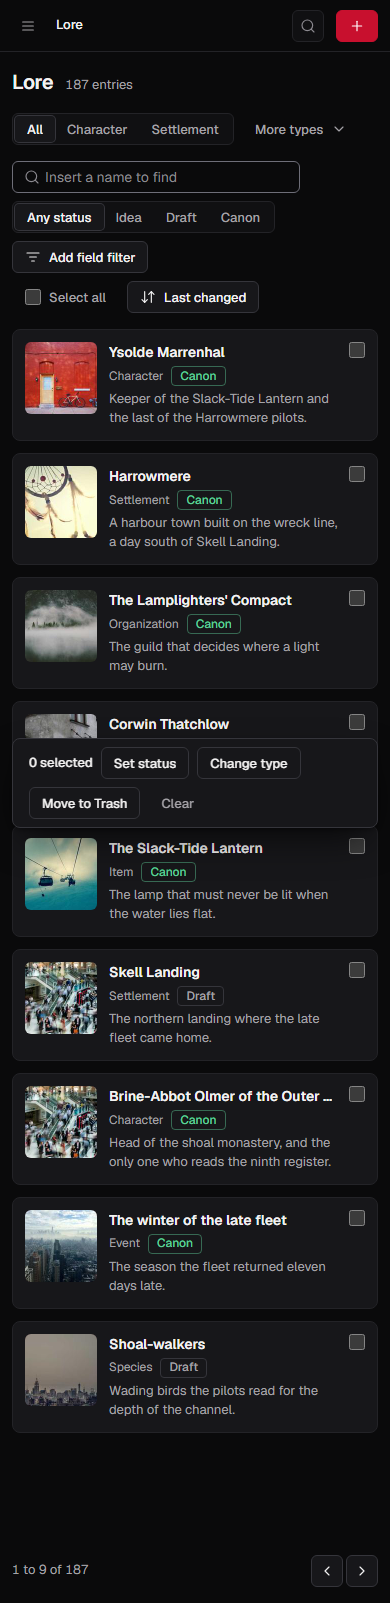 Lore
Lore 187 entries
All Character Settlement More types
Insert a name to find
Any status Idea Draft Canon
Add field filter
Select all Last changed
Ysolde Marrenhal
Character Canon
Keeper of the Slack-Tide Lantern and
the last of the Harrowmere pilots.
Harrowmere
Settlement Canon
A harbour town built on the wreck line,
a day south of Skell Landing.
The Lamplighters' Compact
Organization Canon
The guild that decides where a light
may burn.
Corwin Thatchlow
0 selected Set status Change type
Move to Trash Clear
The Slack-Tide Lantern
Item Canon
The lamp that must never be lit when
the water lies flat.
Skell Landing
Settlement Draft
The northern landing where the late
fleet came home.
Brine-Abbot Olmer of the Outer ...
Character Canon
Head of the shoal monastery, and the
only one who reads the ninth register.
The winter of the late fleet
Event Canon
The season the fleet returned eleven
days late.
Shoal-walkers
Species Draft
Wading birds the pilots read for the
depth of the channel.
1 to 9 of 187